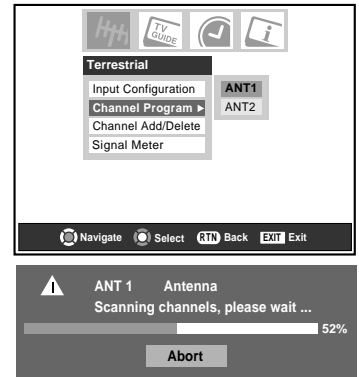 TV GUIDE
Terrestrial
Input Configuration
Channel Program ▶
Channel Add/Delete
Signal Meter
ANT1
ANT2
Navigate Select RTN Back EXIT Exit
ANT 1 Antenna
Scanning channels, please wait ...
52%
Abort